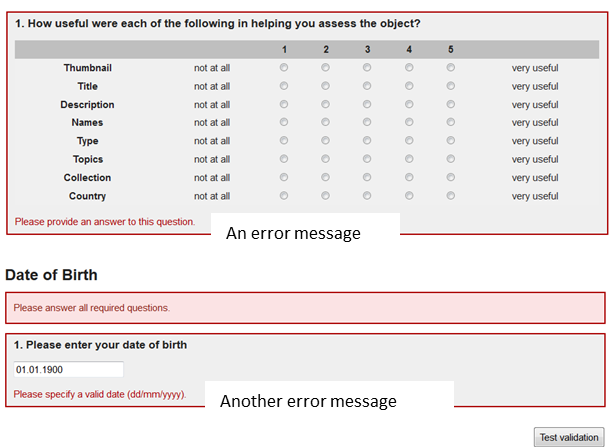 1. How useful were each of the following in helping you assess the object?
1 2 3 4 5
Thumbnail not at all very useful
Title not at all very useful
Description not at all very useful
Names not at all very useful
Type not at all very useful
Topics not at all very useful
Collection not at all very useful
Country not at all very useful
Please provide an answer to this question.
An error message
Date of Birth
Please answer all required questions.
1. Please enter your date of birth
01.01.1900
Please specify a valid date (dd/mm/yyyy).
Another error message
Test validation